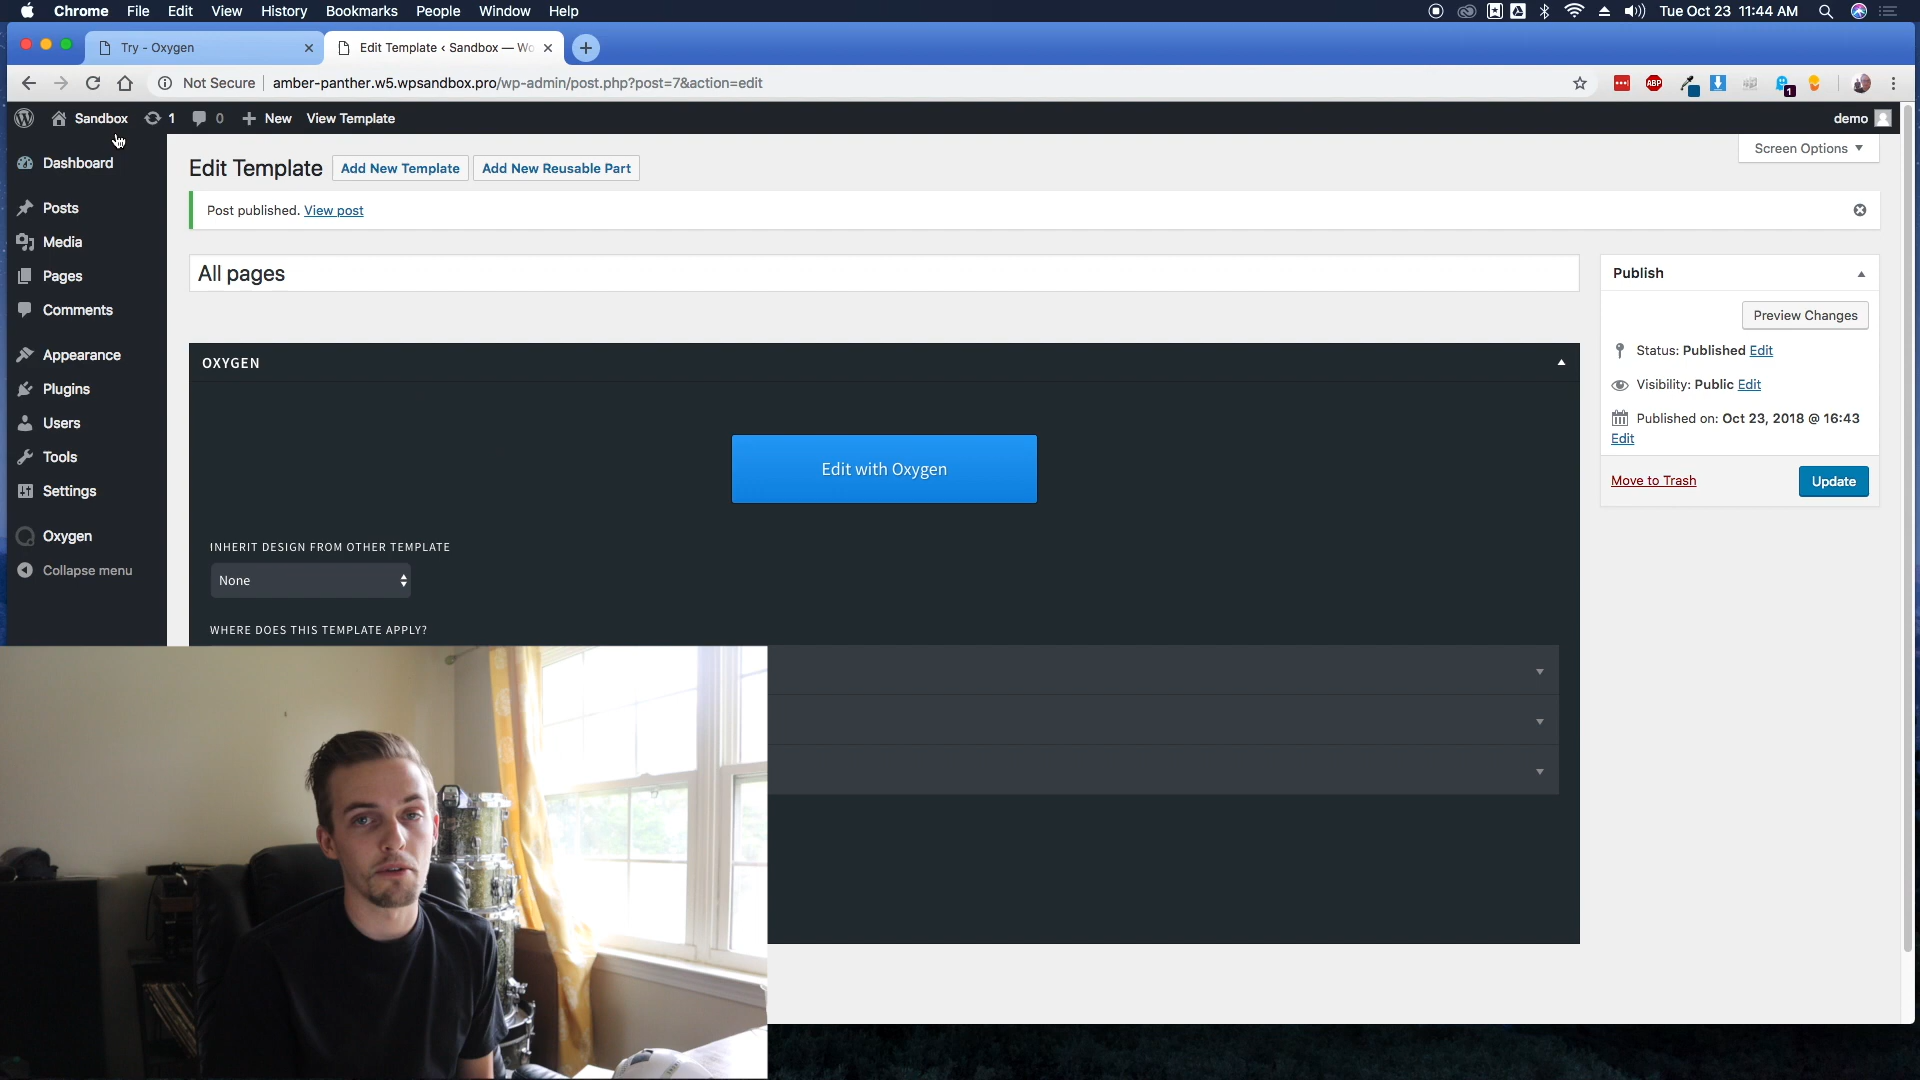 Chrome File Edit View History Bookmarks People Window Help
Tue Oct 23 11:44 AM
Try - Oxygen
Edit Template ‹ Sandbox — Wo
Not Secure
amber-panther.w5.wpsandbox.pro/wp-admin/post.php?post=7&action=edit
ABP
1
Sandbox 1 0 + New View Template
demo
Dashboard
Posts
Media
Pages
Comments
Appearance
Plugins
Users
Tools
Settings
Oxygen
Collapse menu
Screen Options
Edit Template Add New Template Add New Reusable Part
Post published. View post
All pages
OXYGEN
Edit with Oxygen
INHERIT DESIGN FROM OTHER TEMPLATE
None
WHERE DOES THIS TEMPLATE APPLY?
Publish
Preview Changes
Status: Published Edit
Visibility: Public Edit
Published on: Oct 23, 2018 @ 16:43
Edit
Move to Trash
Update